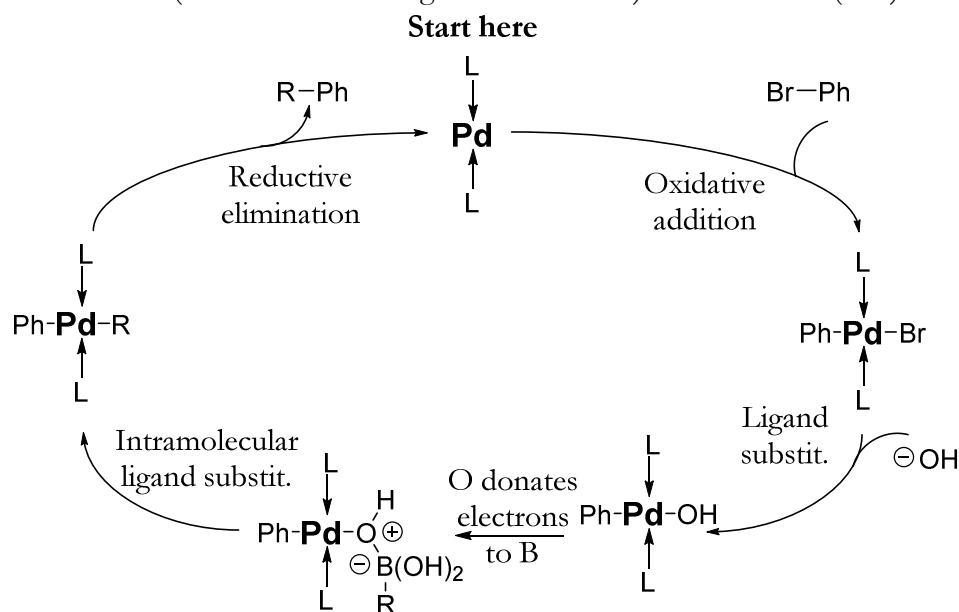 Start here
L
Pd
L
Br–Ph
Oxidative
addition
L
Ph-Pd–Br
L
Ligand
substit.
⊖ OH
L
Ph-Pd–OH
L
O donates
electrons
to B
L
H
Ph-Pd–O ⊕
⊖ B(OH)2
L
R
Intramolecular
ligand substit.
L
Ph-Pd–R
L
Reductive
elimination
R–Ph